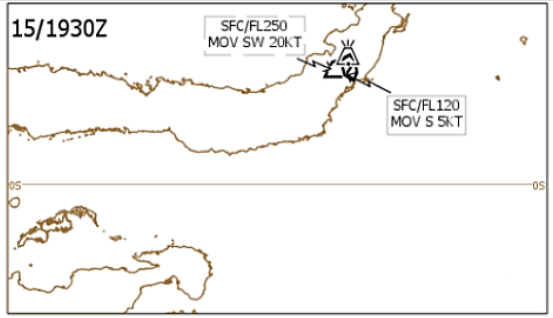 15/1930Z
SFC/FL250
MOV SW 20KT
SFC/FL120
MOV S 5KT
0S
0S